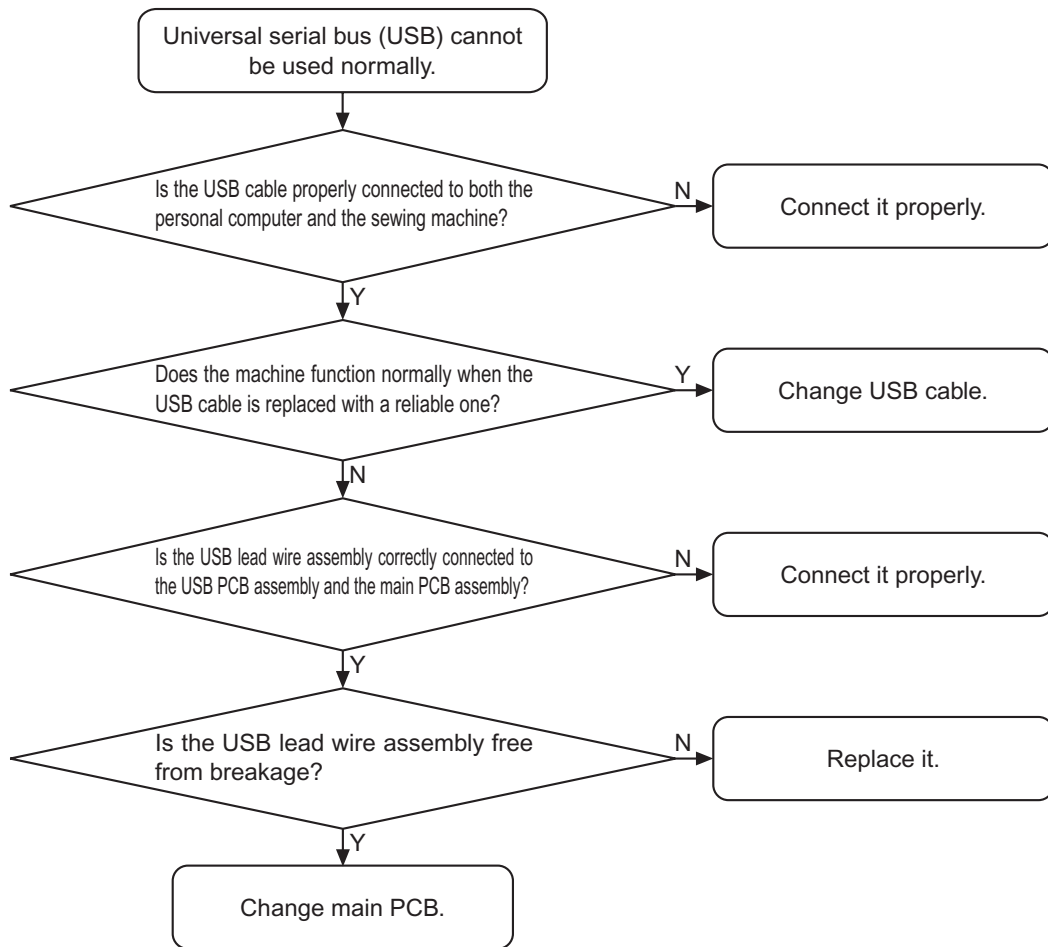 Universal serial bus (USB) cannot
be used normally.
Is the USB cable properly connected to both the
personal computer and the sewing machine?
N
Connect it properly.
Y
Does the machine function normally when the
USB cable is replaced with a reliable one?
Y
Change USB cable.
N
Is the USB lead wire assembly correctly connected to
the USB PCB assembly and the main PCB assembly?
N
Connect it properly.
Y
Is the USB lead wire assembly free
from breakage?
N
Replace it.
Y
Change main PCB.